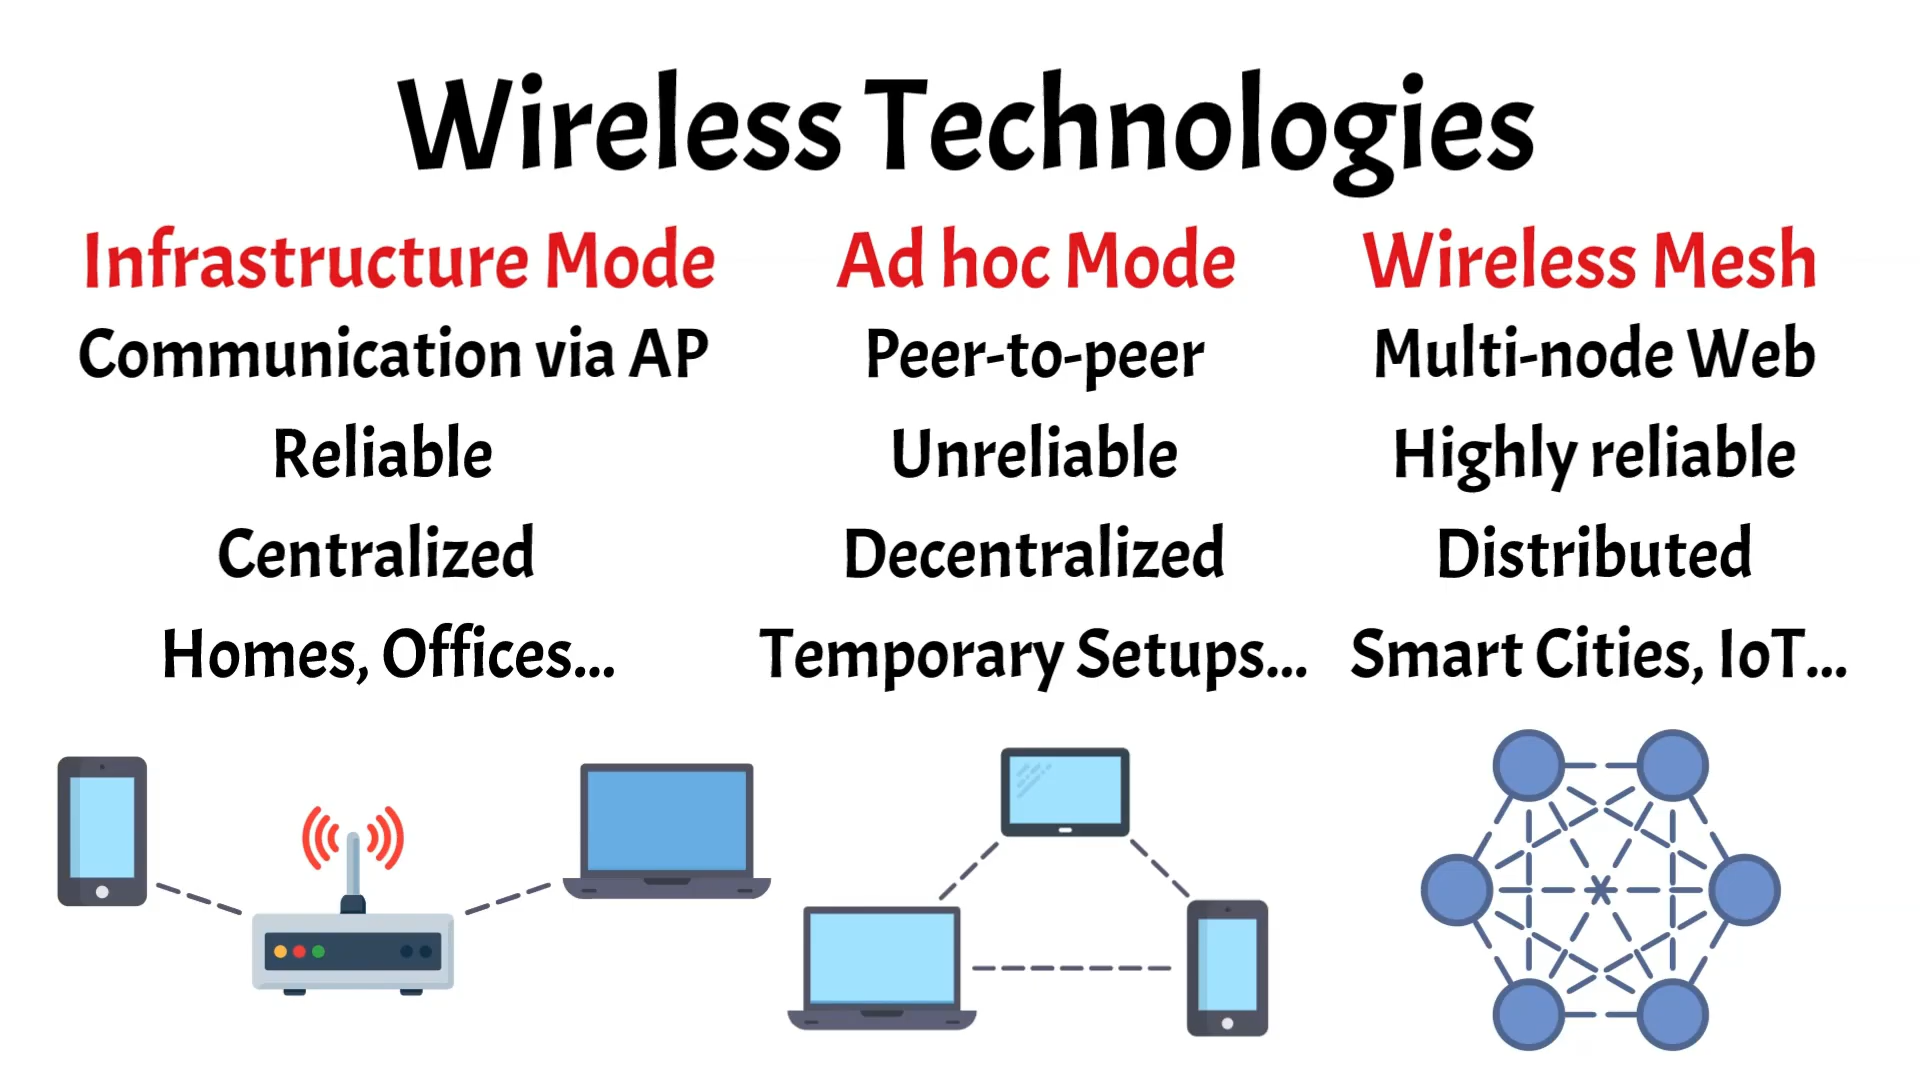 Wireless Technologies
Infrastructure Mode
Communication via AP
Reliable
Centralized
Homes, Offices...
Ad hoc Mode
Peer-to-peer
Unreliable
Decentralized
Temporary Setups...
Wireless Mesh
Multi-node Web
Highly reliable
Distributed
Smart Cities, IoT...